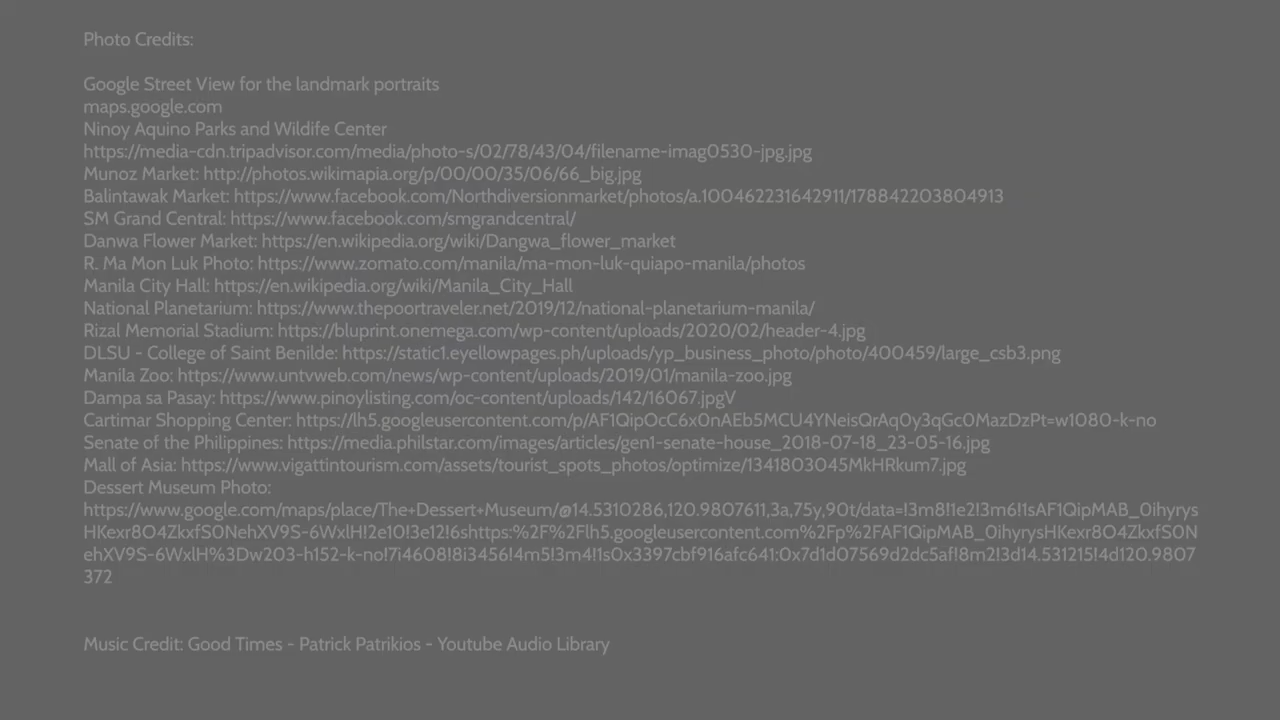 Photo Credits:
Google Street View for the landmark portraits
maps.google.com
Ninoy Aquino Parks and Wildife Center
https://media-cdn.tripadvisor.com/media/photo-s/02/78/43/04/filename-imag0530-jpg.jpg
Munoz Market: http://photos.wikimapia.org/p/00/00/35/06/66_big.jpg
Balintawak Market: https://www.facebook.com/Northdiversionmarket/photos/a.100462231642911/178842203804913
SM Grand Central: https://www.facebook.com/smgrandcentral/
Danwa Flower Market: https://en.wikipedia.org/wiki/Dangwa_flower_market
R. Ma Mon Luk Photo: https://www.zomato.com/manila/ma-mon-luk-quiapo-manila/photos
Manila City Hall: https://en.wikipedia.org/wiki/Manila_City_Hall
National Planetarium: https://www.thepoortraveler.net/2019/12/national-planetarium-manila/
Rizal Memorial Stadium: https://bluprint.onemega.com/wp-content/uploads/2020/02/header-4.jpg
DLSU - College of Saint Benilde: https://static1.eyellowpages.ph/uploads/yp_business_photo/photo/400459/large_csb3.png
Manila Zoo: https://www.untvweb.com/news/wp-content/uploads/2019/01/manila-zoo.jpg
Dampa sa Pasay: https://www.pinoylisting.com/oc-content/uploads/142/16067.jpgV
Cartimar Shopping Center: https://lh5.googleusercontent.com/p/AF1QipOcC6x0nAEb5MCU4YNeisQrAq0y3qGc0MazDzPt=w1080-k-no
Senate of the Philippines: https://media.philstar.com/images/articles/gen1-senate-house_2018-07-18_23-05-16.jpg
Mall of Asia: https://www.vigattintourism.com/assets/tourist_spots_photos/optimize/1341803045MkHRkum7.jpg
Dessert Museum Photo:
https://www.google.com/maps/place/The+Dessert+Museum/@14.5310286,120.9807611,3a,75y,90t/data=!3m8!1e2!3m6!1sAF1QipMAB_0ihyrys
HKexr8O4ZkxfS0NehXV9S-6WxlH!2e10!3e12!6shttps:%2F%2Flh5.googleusercontent.com%2Fp%2FAF1QipMAB_0ihyrysHKexr8O4ZkxfS0N
ehXV9S-6WxlH%3Dw203-h152-k-no!7i4608!8i3456!4m5!3m4!1s0x3397cbf916afc641:0x7d1d07569d2dc5af!8m2!3d14.531215!4d120.9807
372
Music Credit: Good Times - Patrick Patrikios - Youtube Audio Library